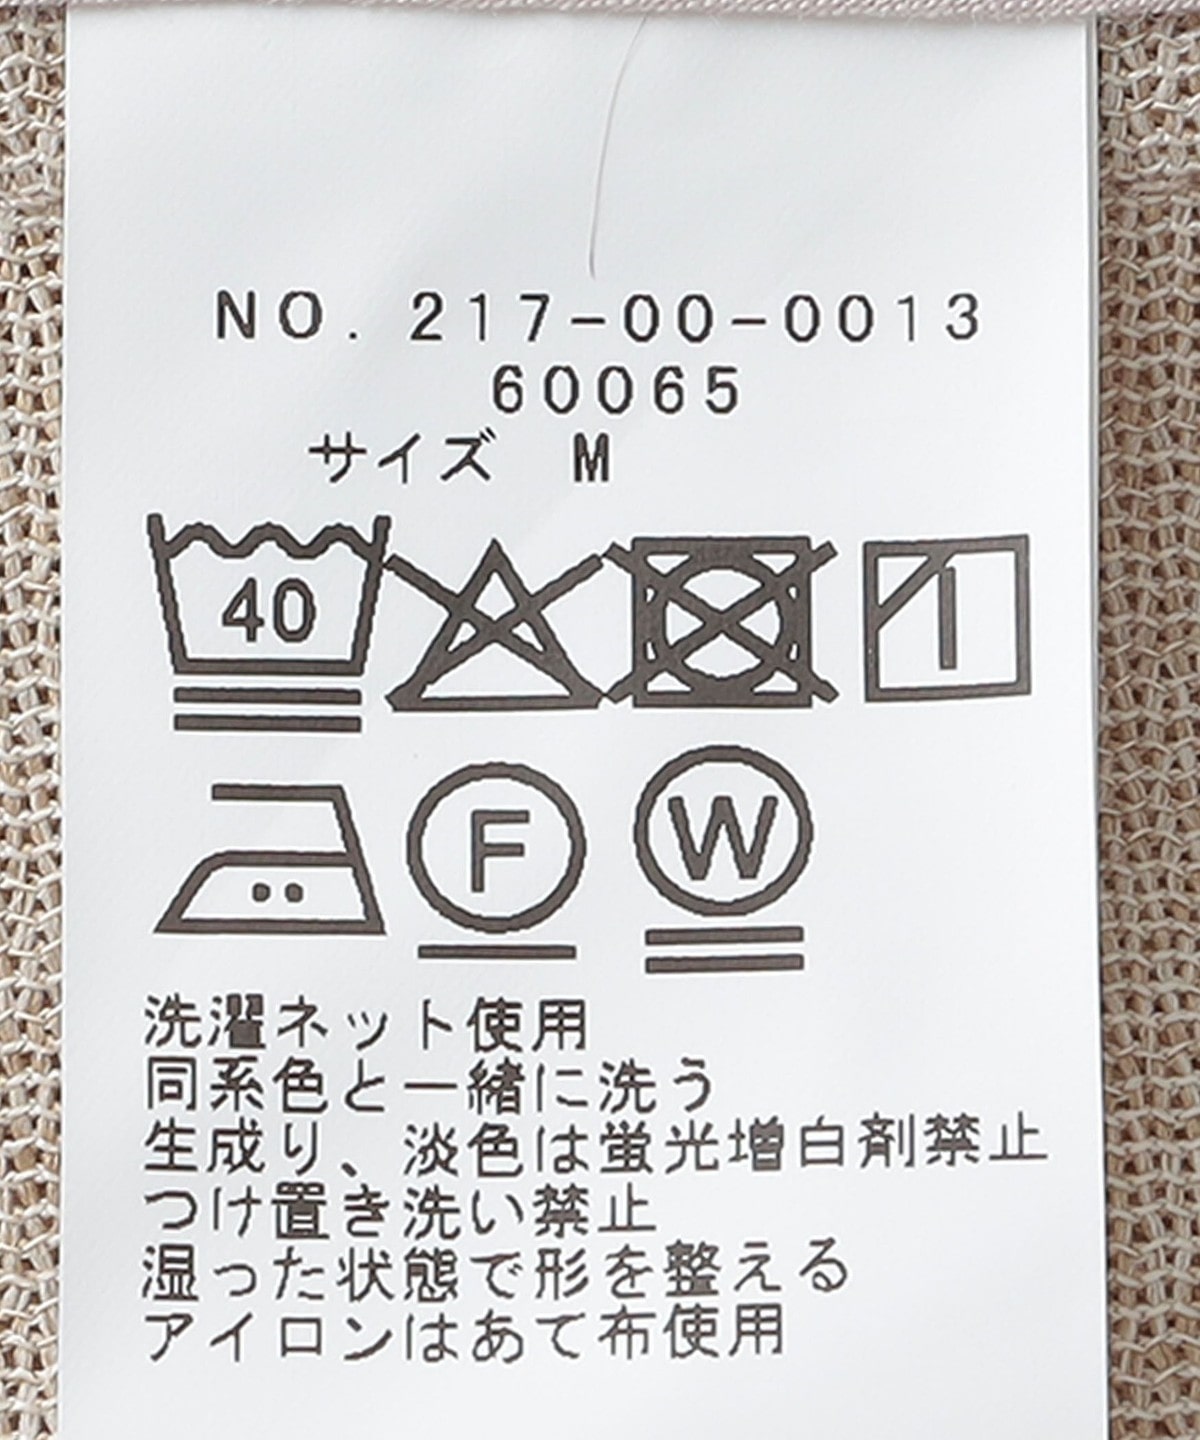 NO. 217-00-0013
60065
サイズ M
40
F
W
洗濯ネット使用
同系色と一緒に洗う
生成り、淡色は蛍光増白剤禁止
つけ置き洗い禁止
湿った状態で形を整える
アイロンはあて布使用